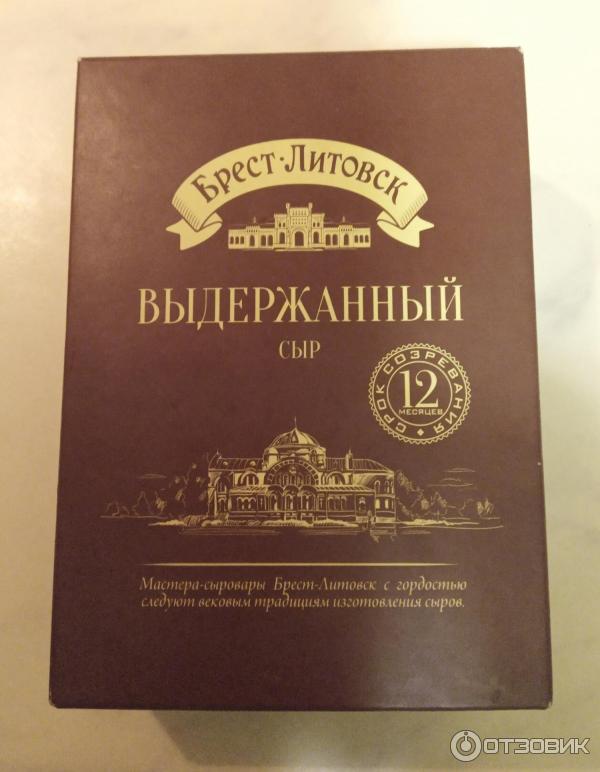 Брест-Литовск
ВЫДЕРЖАННЫЙ
СЫР
СРОК СОЗРЕВАНИЯ
12
МЕСЯЦЕВ
Мастера-сыровары Брест-Литовск с гордостью
следуют вековым традициям изготовления сыров.
ОТЗОВИК